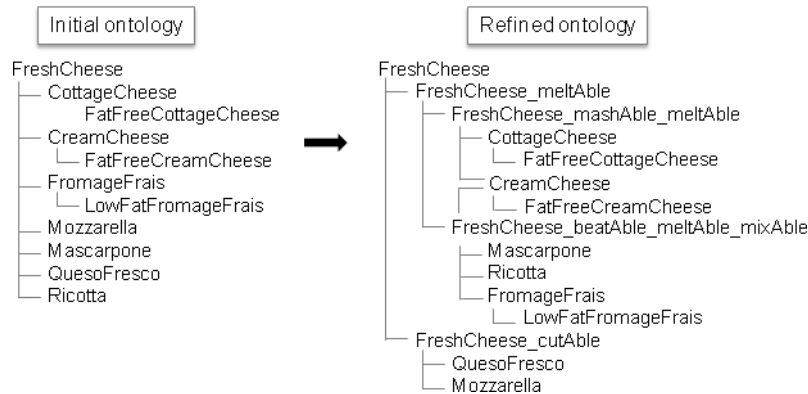 Initial ontology
FreshCheese
CottageCheese
FatFreeCottageCheese
CreamCheese
FatFreeCreamCheese
FromageFrais
LowFatFromageFrais
Mozzarella
Mascarpone
QuesoFresco
Ricotta
Refined ontology
FreshCheese
FreshCheese_meltAble
FreshCheese_mashAble_meltAble
CottageCheese
FatFreeCottageCheese
CreamCheese
FatFreeCreamCheese
FreshCheese_beatAble_meltAble_mixAble
Mascarpone
Ricotta
FromageFrais
LowFatFromageFrais
FreshCheese_cutAble
QuesoFresco
Mozzarella